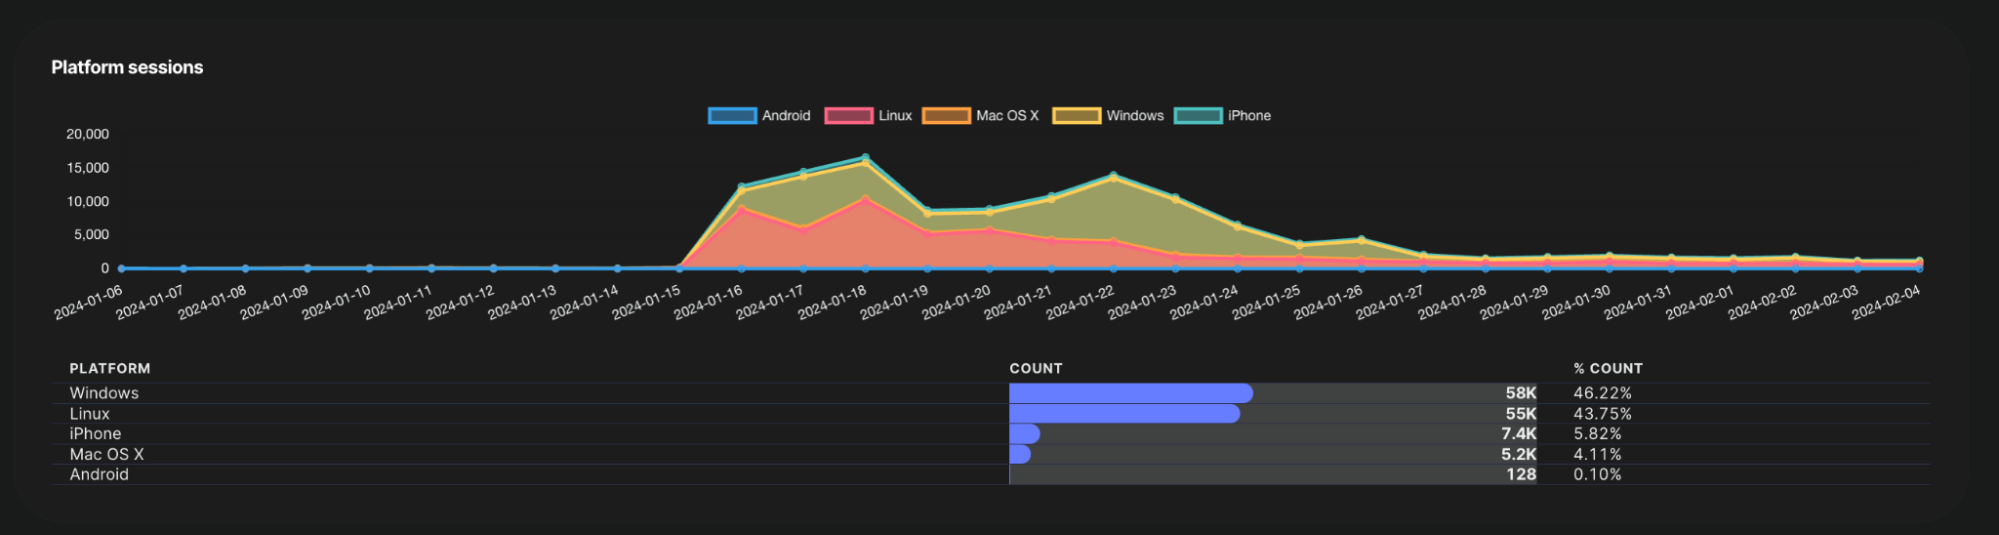 Platform sessions
Android Linux Mac OS X Windows iPhone
20,000
15,000
10,000
5,000
0
2024-01-06 2024-01-07 2024-01-08 2024-01-09 2024-01-10 2024-01-11 2024-01-12 2024-01-13 2024-01-14 2024-01-15 2024-01-16 2024-01-17 2024-01-18 2024-01-19 2024-01-20 2024-01-21 2024-01-22 2024-01-23 2024-01-24 2024-01-25 2024-01-26 2024-01-27 2024-01-28 2024-01-29 2024-01-30 2024-01-31 2024-02-01 2024-02-02 2024-02-03 2024-02-04
PLATFORM COUNT % COUNT
Windows 58K 46.22%
Linux 55K 43.75%
iPhone 7.4K 5.82%
Mac OS X 5.2K 4.11%
Android 128 0.10%